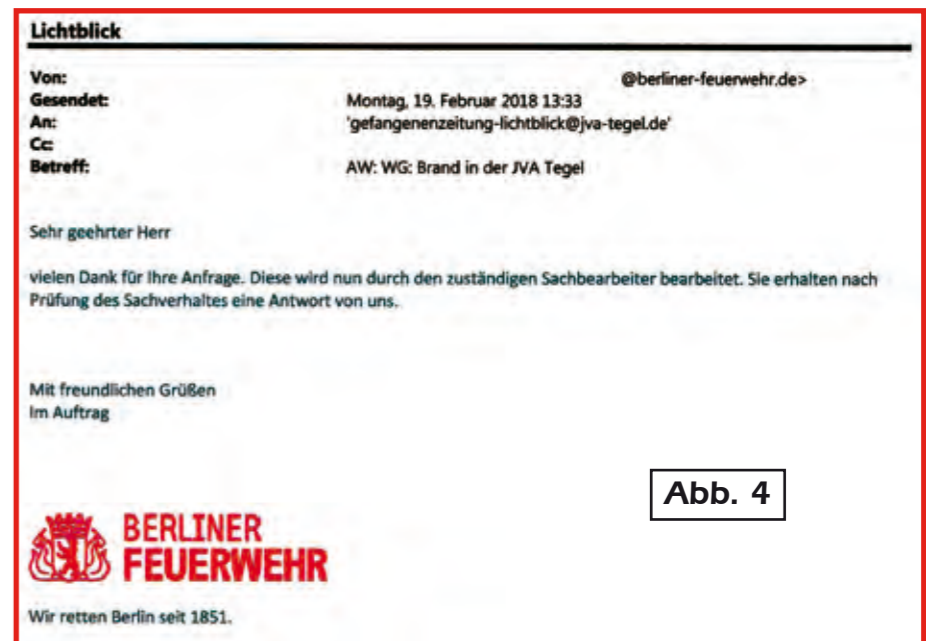 Lichtblick
Von: @berliner-feuerwehr.de>
Gesendet: Montag, 19. Februar 2018 13:33
An: 'gefangenenzeitung-lichtblick@jva-tegel.de'
Cc:
Betreff: AW: WG: Brand in der JVA Tegel
Sehr geehrter Herr
vielen Dank für Ihre Anfrage. Diese wird nun durch den zuständigen Sachbearbeiter bearbeitet. Sie erhalten nach
Prüfung des Sachverhaltes eine Antwort von uns.
Mit freundlichen Grüßen
Im Auftrag
Abb. 4
BERLINER
FEUERWEHR
Wir retten Berlin seit 1851.